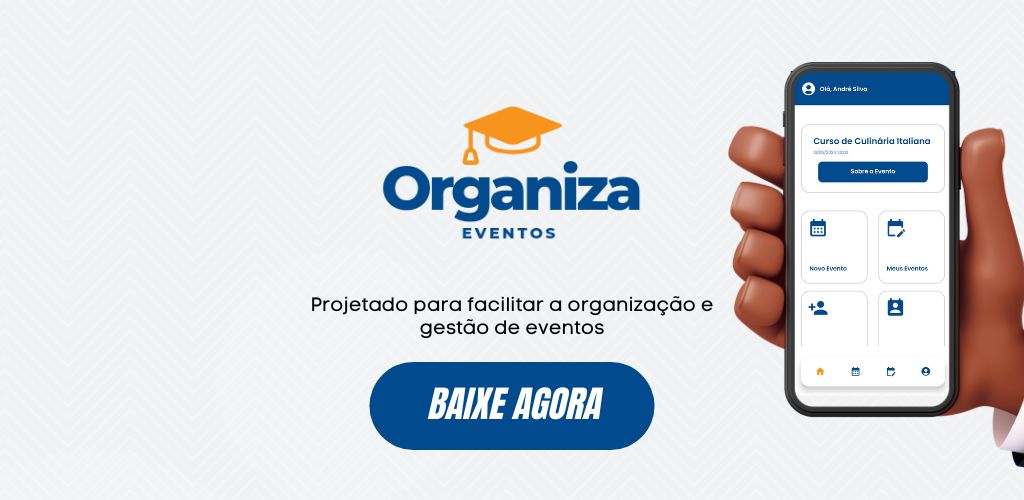 Organiza
EVENTOS
Projetado para facilitar a organização e
gestão de eventos
BAIXE AGORA
Olá, André Silva
Curso de Culinária Italiana
Sobre o Evento
Novo Evento
Meus Eventos